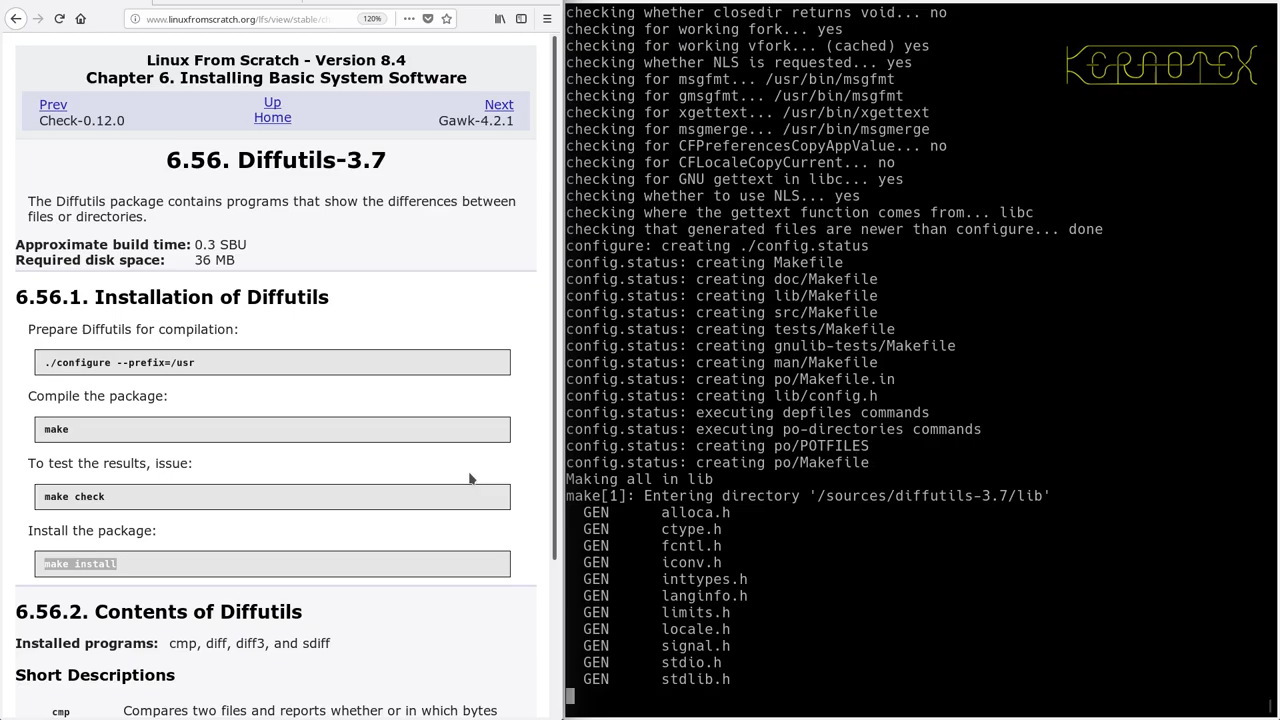 www.linuxfromscratch.org/lfs/view/stable/c
120%
Linux From Scratch - Version 8.4
Chapter 6. Installing Basic System Software
Prev
Up
Next
Check-0.12.0
Home
Gawk-4.2.1
6.56. Diffutils-3.7
The Diffutils package contains programs that show the differences between
files or directories.
Approximate build time: 0.3 SBU
Required disk space: 36 MB
6.56.1. Installation of Diffutils
Prepare Diffutils for compilation:
./configure --prefix=/usr
Compile the package:
make
To test the results, issue:
make check
Install the package:
make install
6.56.2. Contents of Diffutils
Installed programs: cmp, diff, diff3, and sdiff
Short Descriptions
cmp Compares two files and reports whether or in which bytes
checking whether closedir returns void... no
checking for working fork... yes
checking for working vfork... (cached) yes
checking whether NLS is requested... yes
checking for msgfmt... /usr/bin/msgfmt
checking for gmsgfmt... /usr/bin/msgfmt
checking for xgettext... /usr/bin/xgettext
checking for msgmerge... /usr/bin/msgmerge
checking for CFPreferencesCopyAppValue... no
checking for CFLocaleCopyCurrent... no
checking for GNU gettext in libc... yes
checking whether to use NLS... yes
checking where the gettext function comes from... libc
checking that generated files are newer than configure... done
configure: creating ./config.status
config.status: creating Makefile
config.status: creating doc/Makefile
config.status: creating lib/Makefile
config.status: creating src/Makefile
config.status: creating tests/Makefile
config.status: creating gnulib-tests/Makefile
config.status: creating man/Makefile
config.status: creating po/Makefile.in
config.status: creating lib/config.h
config.status: executing depfiles commands
config.status: executing po-directories commands
config.status: creating po/POTFILES
config.status: creating po/Makefile
Making all in lib
make[1]: Entering directory '/sources/diffutils-3.7/lib'
GEN alloca.h
GEN ctype.h
GEN fcntl.h
GEN iconv.h
GEN inttypes.h
GEN langinfo.h
GEN limits.h
GEN locale.h
GEN signal.h
GEN stdio.h
GEN stdlib.h